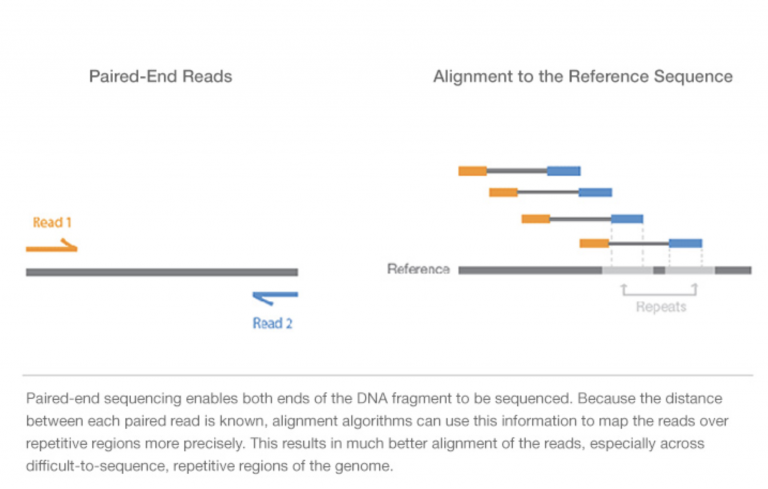 Paired-End Reads
Alignment to the Reference Sequence
Read 1
Read 2
Reference
Repeats
Paired-end sequencing enables both ends of the DNA fragment to be sequenced. Because the distance
between each paired read is known, alignment algorithms can use this information to map the reads over
repetitive regions more precisely. This results in much better alignment of the reads, especially across
difficult-to-sequence, repetitive regions of the genome.